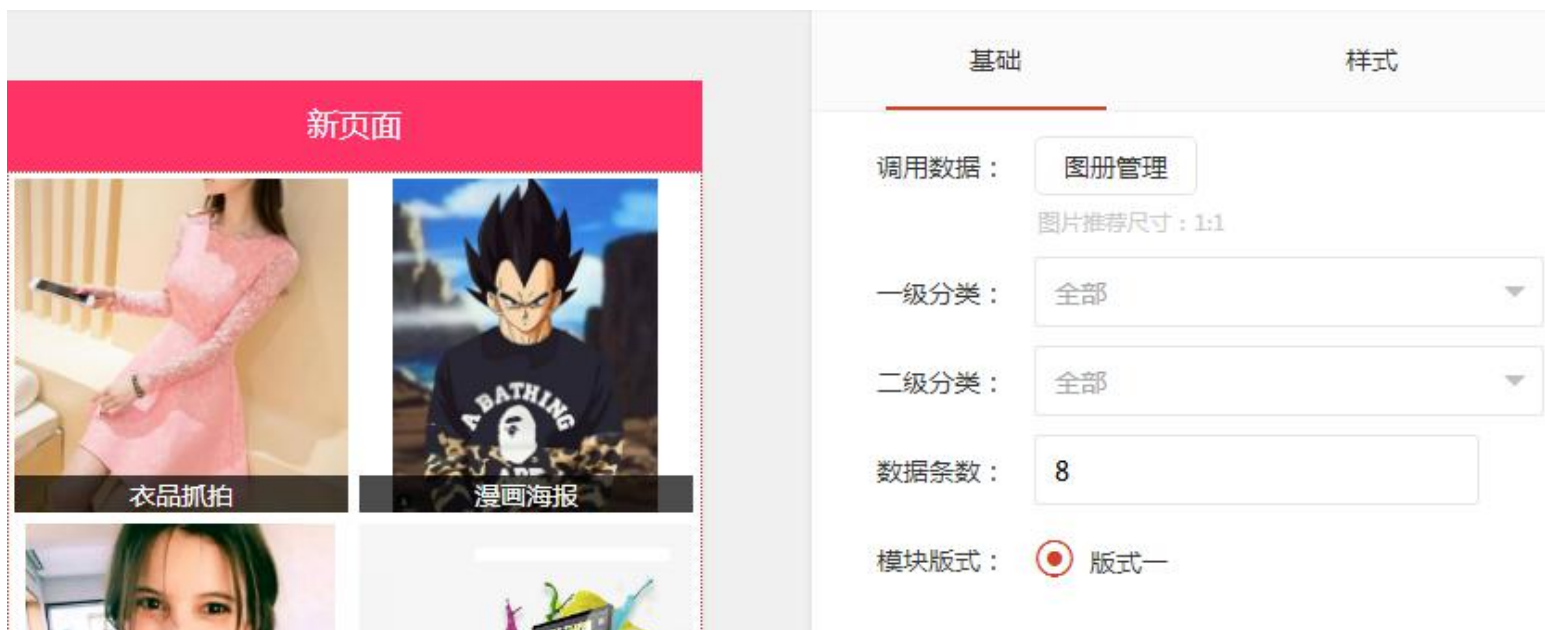 新页面
衣品抓拍
漫画海报
A BATHING
APE
基础
样式
调用数据：
图册管理
图片推荐尺寸：1:1
一级分类：
全部
二级分类：
全部
数据条数：
8
模块版式：
版式一